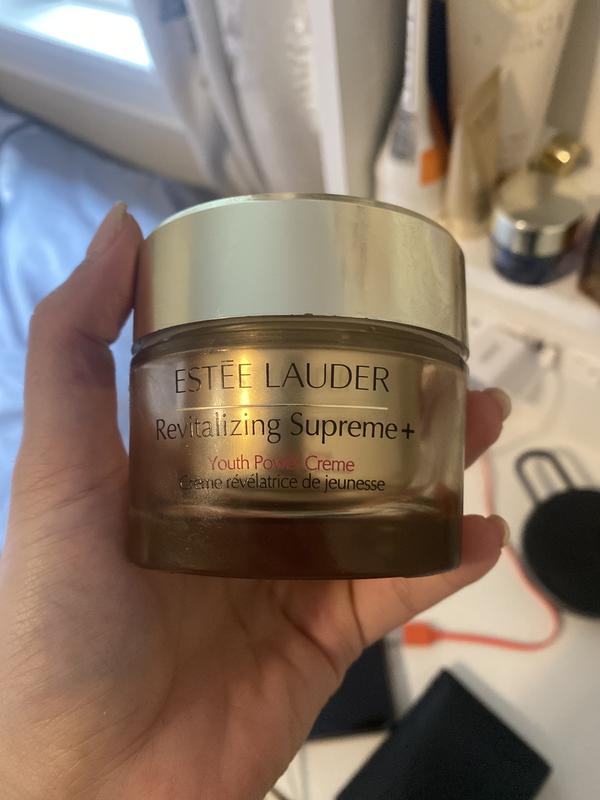 ESTĒE LAUDER
Revitalizing Supreme+
Youth Power Creme
Crème révélatrice de jeunesse